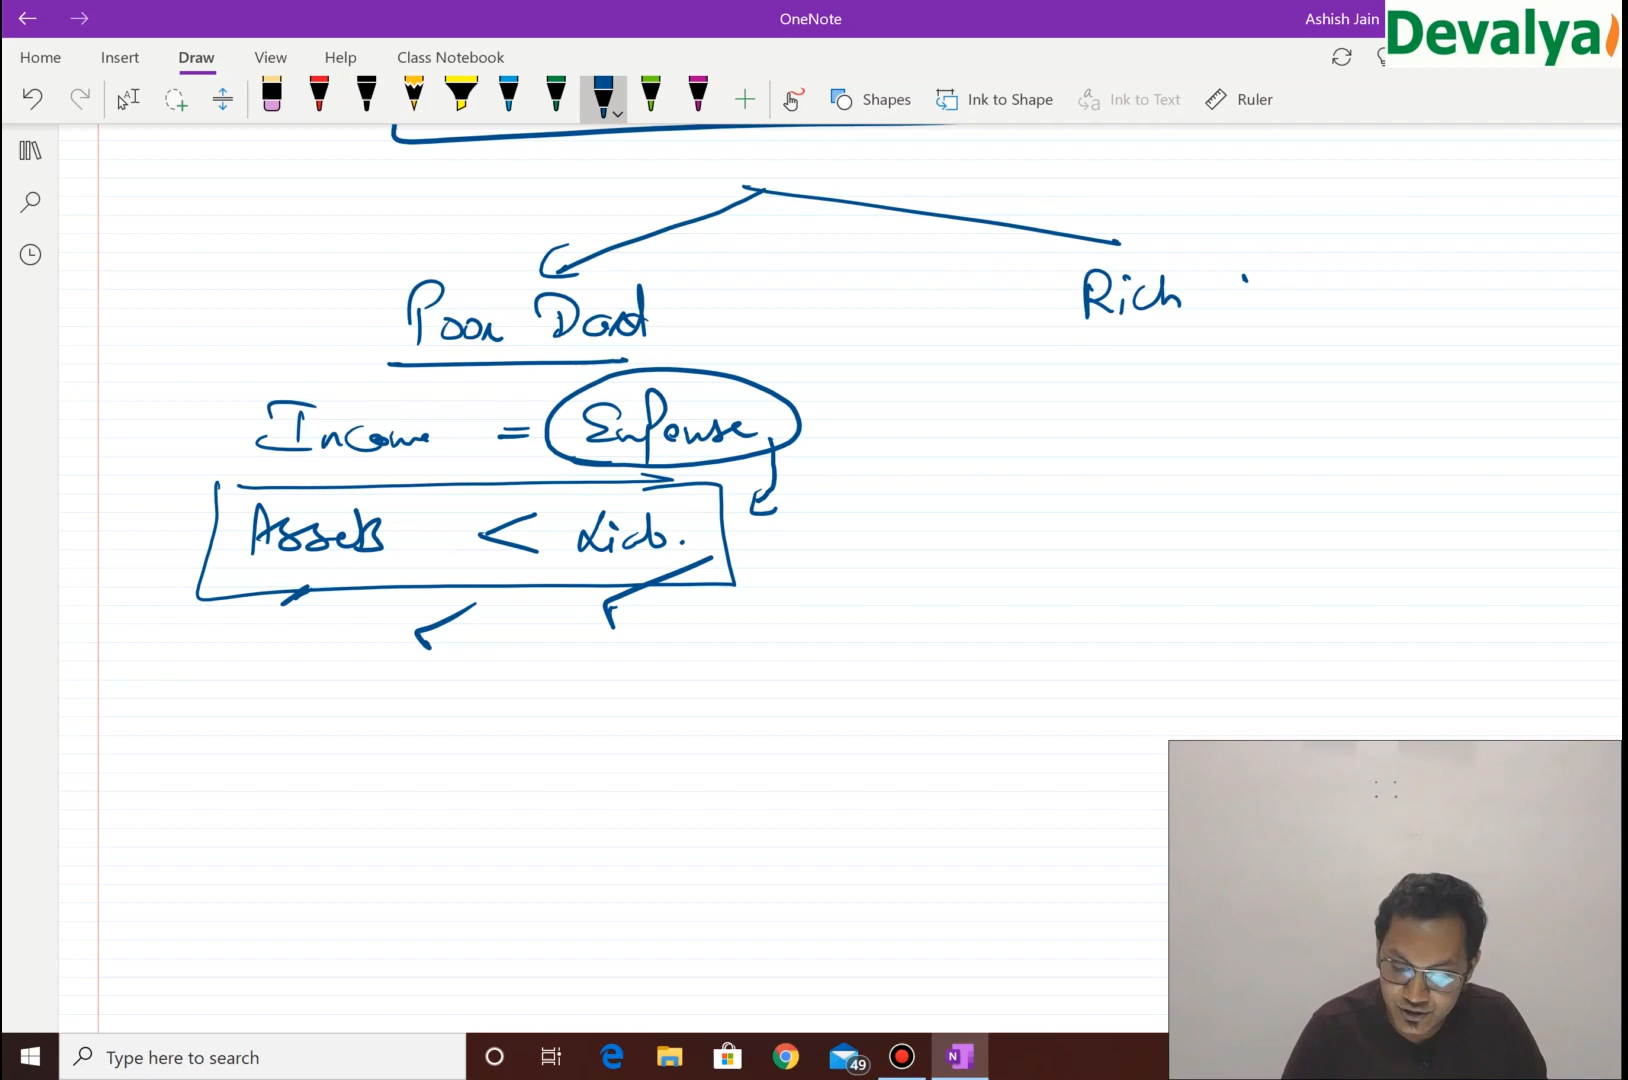 OneNote
Ashish Jain
Devalya
Home Insert Draw View Help Class Notebook
Shapes Ink to Shape Ink to Text Ruler
Poor Dad
Rich
Income = Expense
Assets < Liab.
Type here to search
49